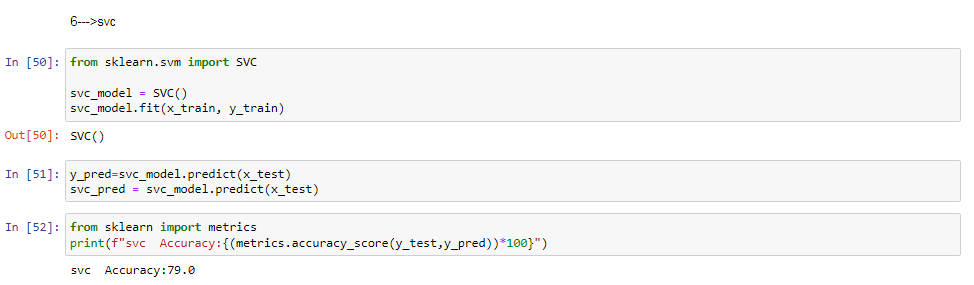 6--->svc
In [50]: from sklearn.svm import SVC
svc_model = SVC()
svc_model.fit(x_train, y_train)
Out[50]: SVC()
In [51]: y_pred=svc_model.predict(x_test)
svc_pred = svc_model.predict(x_test)
In [52]: from sklearn import metrics
print(f"svc  Accuracy:{(metrics.accuracy_score(y_test,y_pred))*100}")
svc  Accuracy:79.0